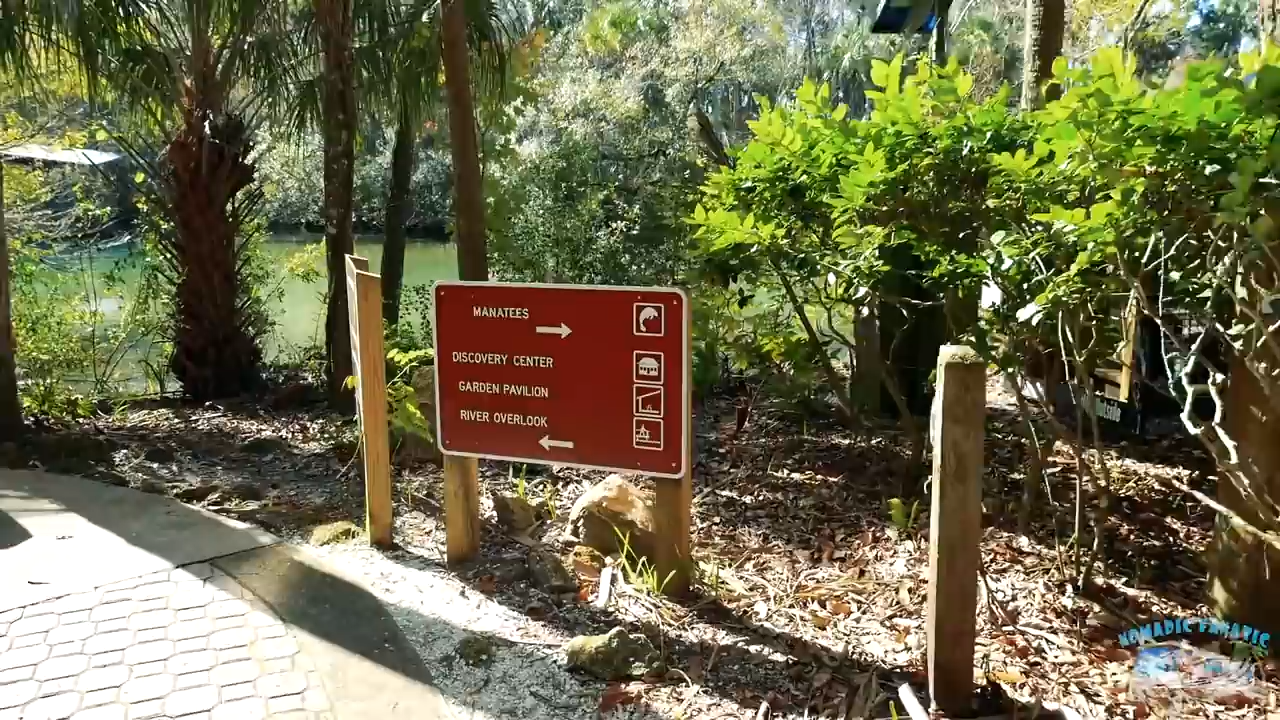 MANATEES
DISCOVERY CENTER
GARDEN PAVILION
RIVER OVERLOOK
NOMADIC FANATIC